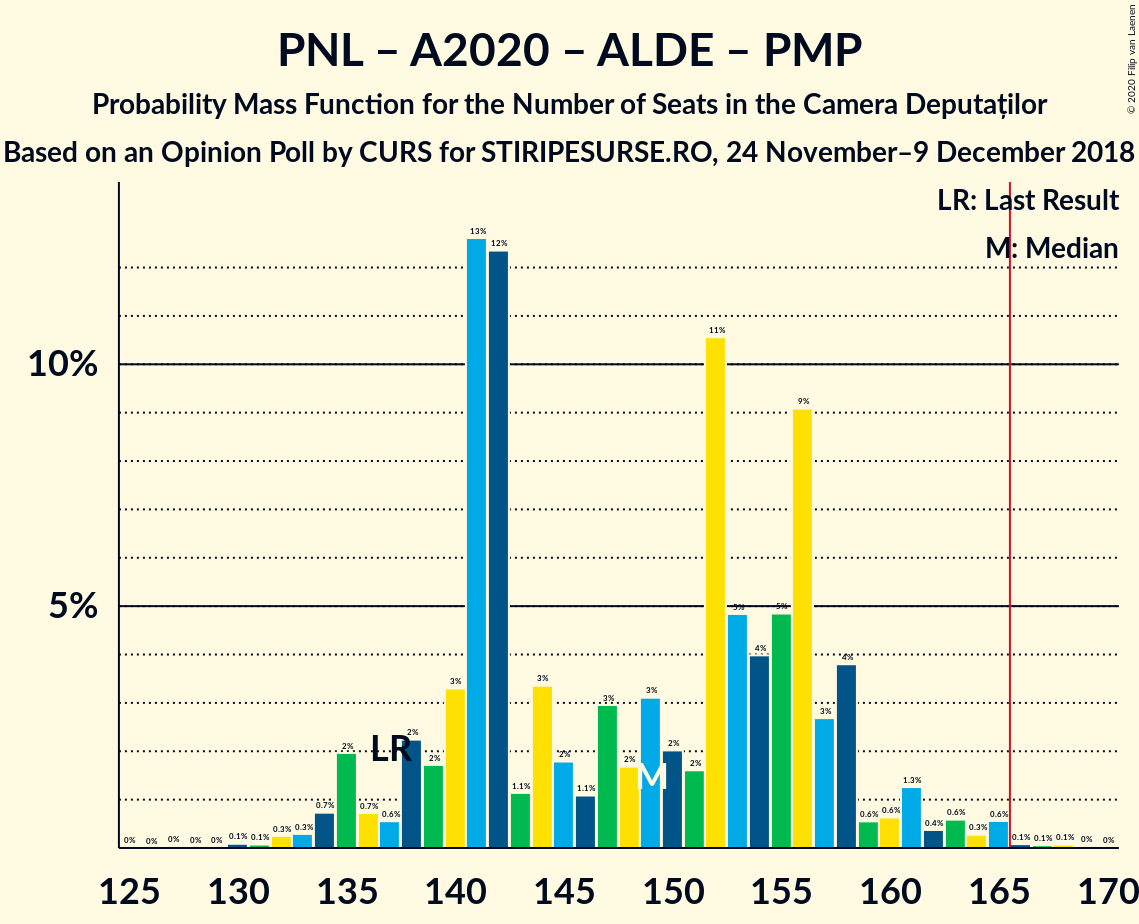 PNL – A2020 – ALDE – PMP
Probability Mass Function for the Number of Seats in the Camera Deputaților
Based on an Opinion Poll by CURS for STIRIPESURSE.RO, 24 November–9 December 2018
© 2020 Filip van Laenen
LR: Last Result
M: Median
10%
5%
0% 0% 0% 0% 0% 0.1% 0.1% 0.3% 0.3% 0.7% 2% 0.7% 0.6% 2% 2% 3% 13% 12% 1.1% 3% 2% 1.1% 3% 2% 3% 2% 2% 11% 5% 4% 5% 9% 3% 4% 0.6% 0.6% 1.3% 0.4% 0.6% 0.3% 0.6% 0.1% 0.1% 0.1% 0% 0%
LR
M
125 130 135 140 145 150 155 160 165 170